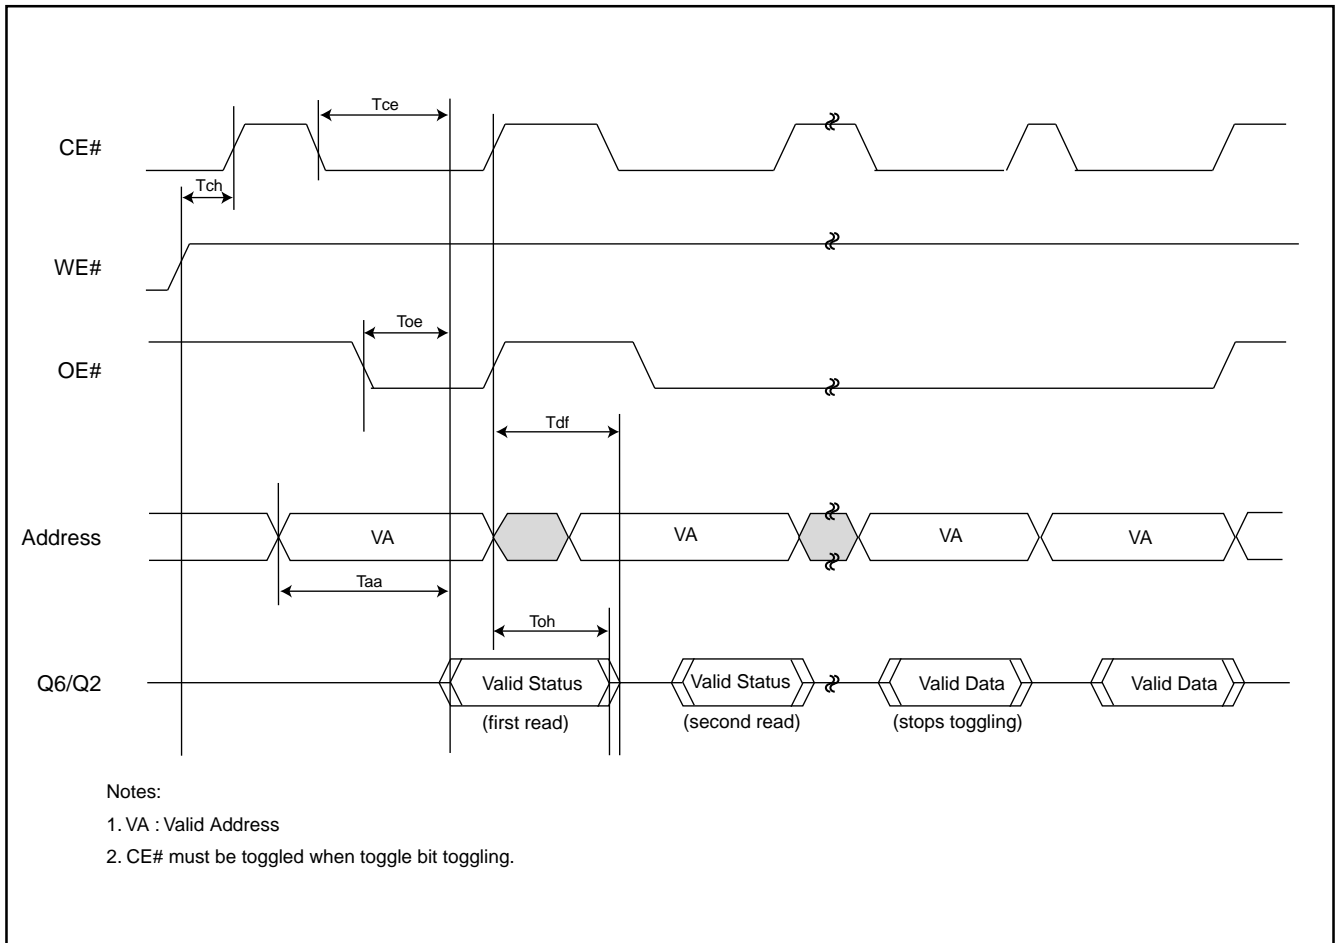 Tce
CE#
Tch
WE#
Toe
OE#
Tdf
Address VA VA VA VA
Taa
Toh
Q6/Q2 Valid Status Valid Status Valid Data Valid Data
(first read) (second read) (stops toggling)
Notes:
1. VA : Valid Address
2. CE# must be toggled when toggle bit toggling.